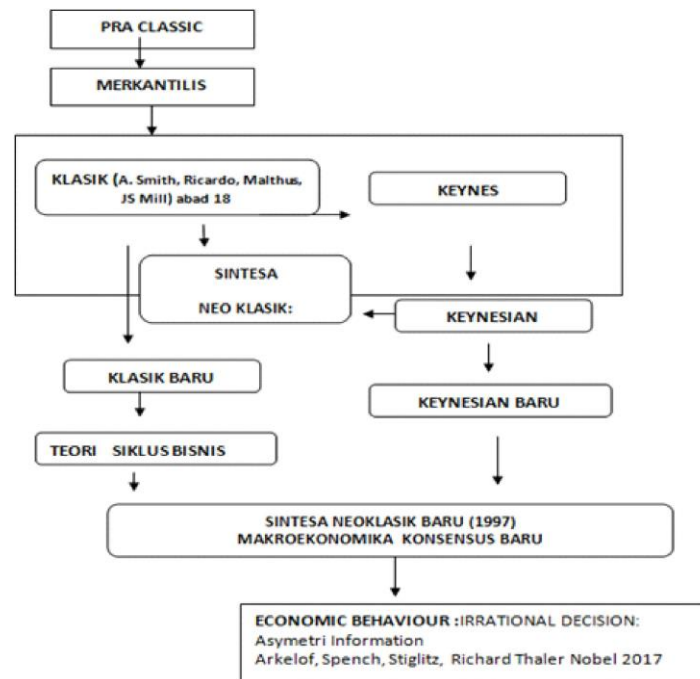 PRA CLASSIC
MERKANTILIS
KLASIK (A. Smith, Ricardo, Malthus,
JS Mill) abad 18
KEYNES
SINTESA
NEO KLASIK:
KEYNESIAN
KLASIK BARU
KEYNESIAN BARU
TEORI SIKLUS BISNIS
SINTESA NEOKLASIK BARU (1997)
MAKROEKONOMIKA KONSENSUS BARU
ECONOMIC BEHAVIOUR :IRRATIONAL DECISION:
Asymetri Information
Arkelof, Spench, Stiglitz, Richard Thaler Nobel 2017